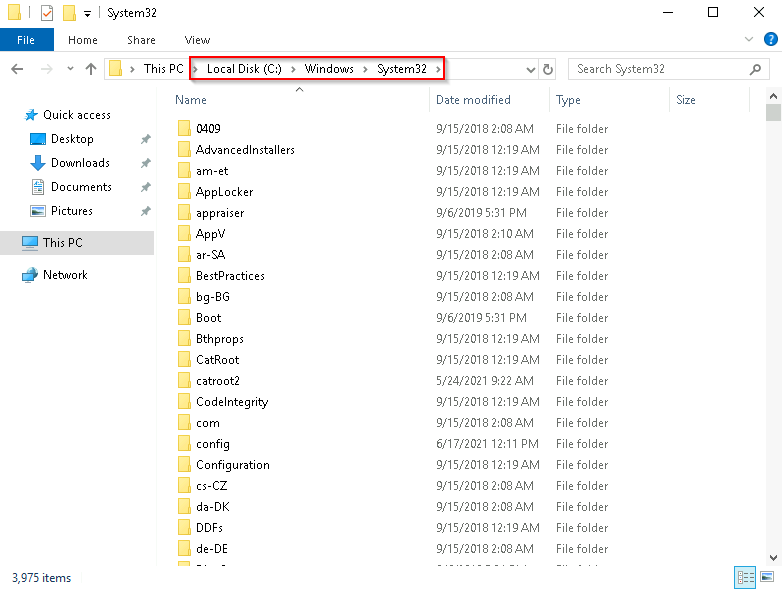 System32
File Home Share View
This PC Local Disk (C:) Windows System32 Search System32
Name Date modified Type Size
Quick access
Desktop
Downloads
Documents
Pictures
This PC
Network
0409 9/15/2018 2:08 AM File folder
AdvancedInstallers 9/15/2018 12:19 AM File folder
am-et 9/15/2018 12:19 AM File folder
AppLocker 9/15/2018 12:19 AM File folder
appraiser 9/6/2019 5:31 PM File folder
AppV 9/15/2018 2:10 AM File folder
ar-SA 9/15/2018 2:08 AM File folder
BestPractices 9/15/2018 12:19 AM File folder
bg-BG 9/15/2018 2:08 AM File folder
Boot 9/6/2019 5:31 PM File folder
Bthprops 9/15/2018 12:19 AM File folder
CatRoot 9/15/2018 12:19 AM File folder
catroot2 5/24/2021 9:22 AM File folder
CodeIntegrity 9/15/2018 12:19 AM File folder
com 9/15/2018 2:08 AM File folder
config 6/17/2021 12:11 PM File folder
Configuration 9/15/2018 12:19 AM File folder
cs-CZ 9/15/2018 2:08 AM File folder
da-DK 9/15/2018 2:08 AM File folder
DDFs 9/15/2018 12:19 AM File folder
de-DE 9/15/2018 2:08 AM File folder
3,975 items